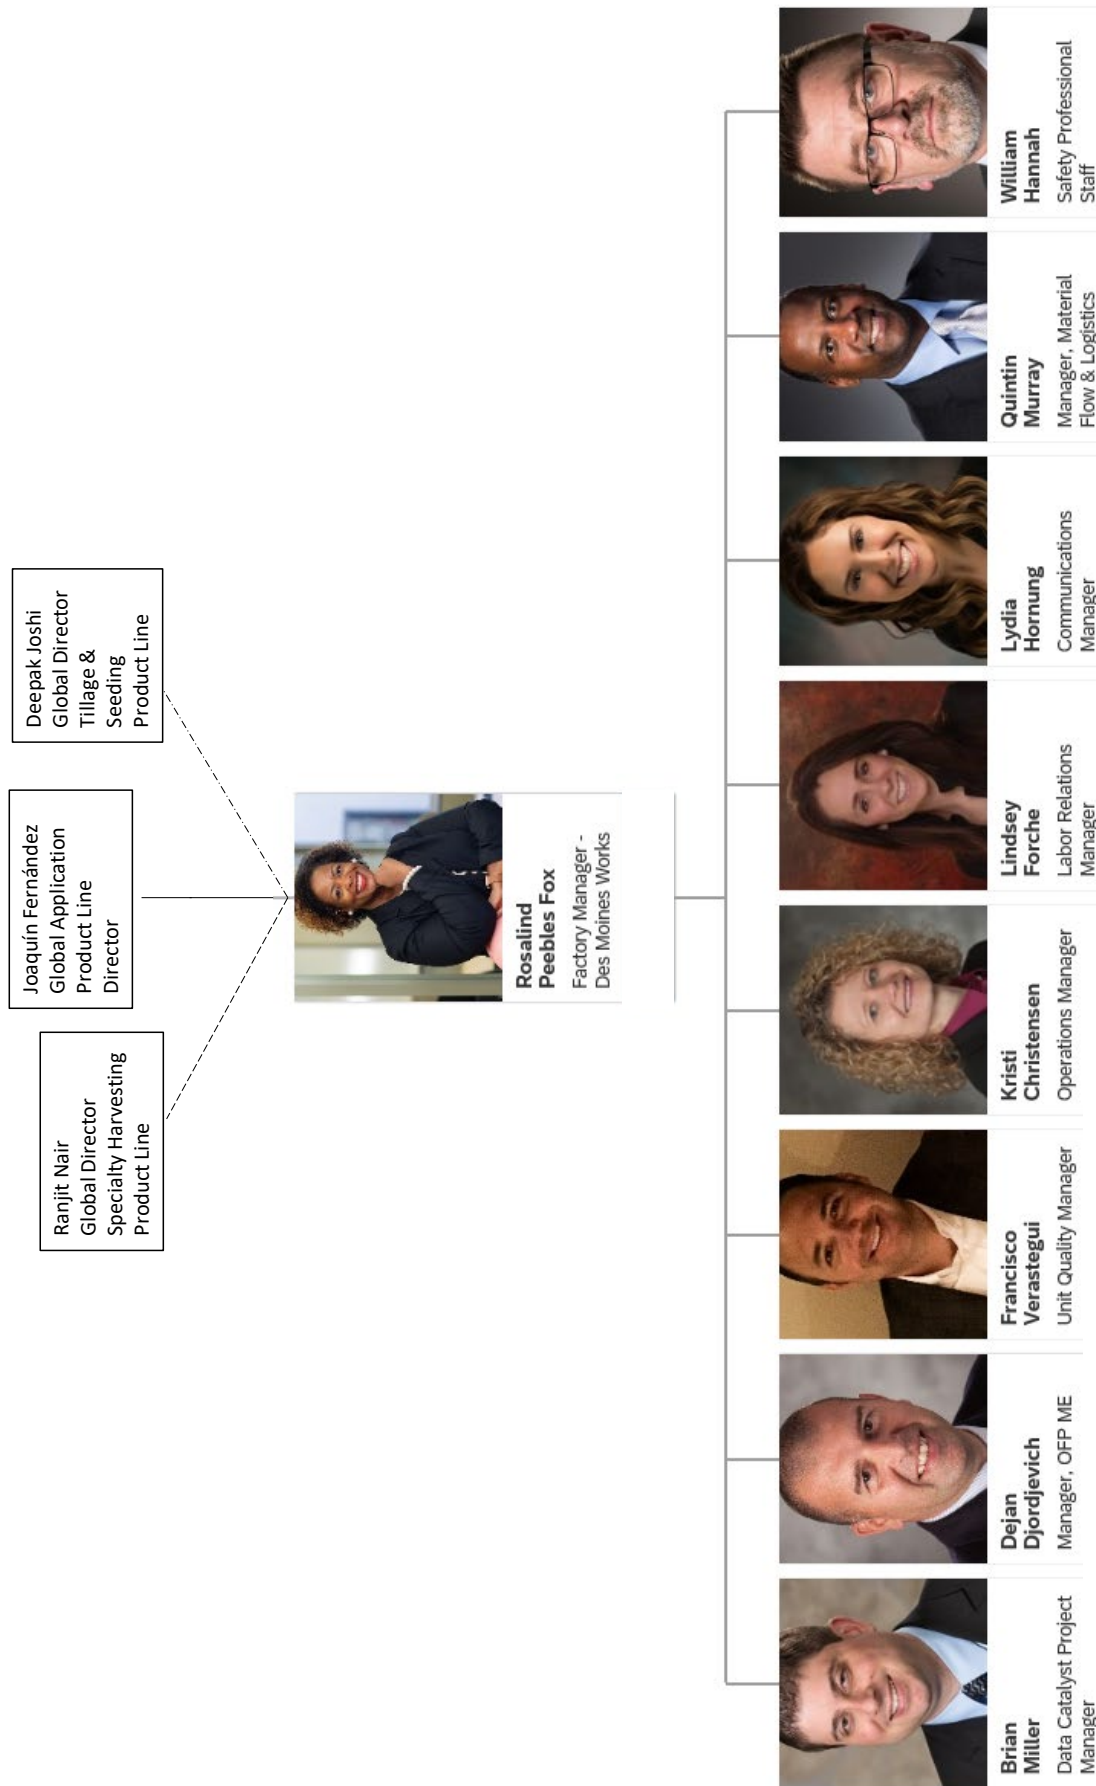 Ranjit Nair
Global Director
Specialty Harvesting
Product Line
Joaquín Fernández
Global Application
Product Line
Director
Deepak Joshi
Global Director
Tillage &
Seeding
Product Line
Rosalind
Peebles Fox
Factory Manager -
Des Moines Works
Brian
Miller
Data Catalyst Project
Manager
Dejan
Djordjevich
Manager, OFP ME
Francisco
Verastegui
Unit Quality Manager
Kristi
Christensen
Operations Manager
Lindsey
Forche
Labor Relations
Manager
Lydia
Hornung
Communications
Manager
Quintin
Murray
Manager, Material
Flow & Logistics
William
Hannah
Safety Professional
Staff